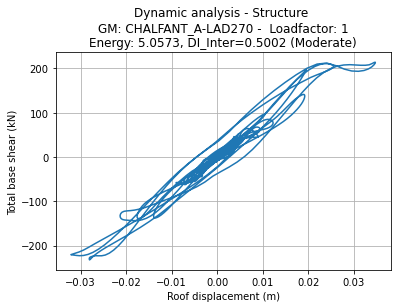 Dynamic analysis - Structure
GM: CHALFANT_A-LAD270 -  Loadfactor: 1
Energy: 5.0573, DI_Inter=0.5002 (Moderate)
Total base shear (kN)
200
100
0
−100
−200
−0.03 −0.02 −0.01 0.00 0.01 0.02 0.03
Roof displacement (m)